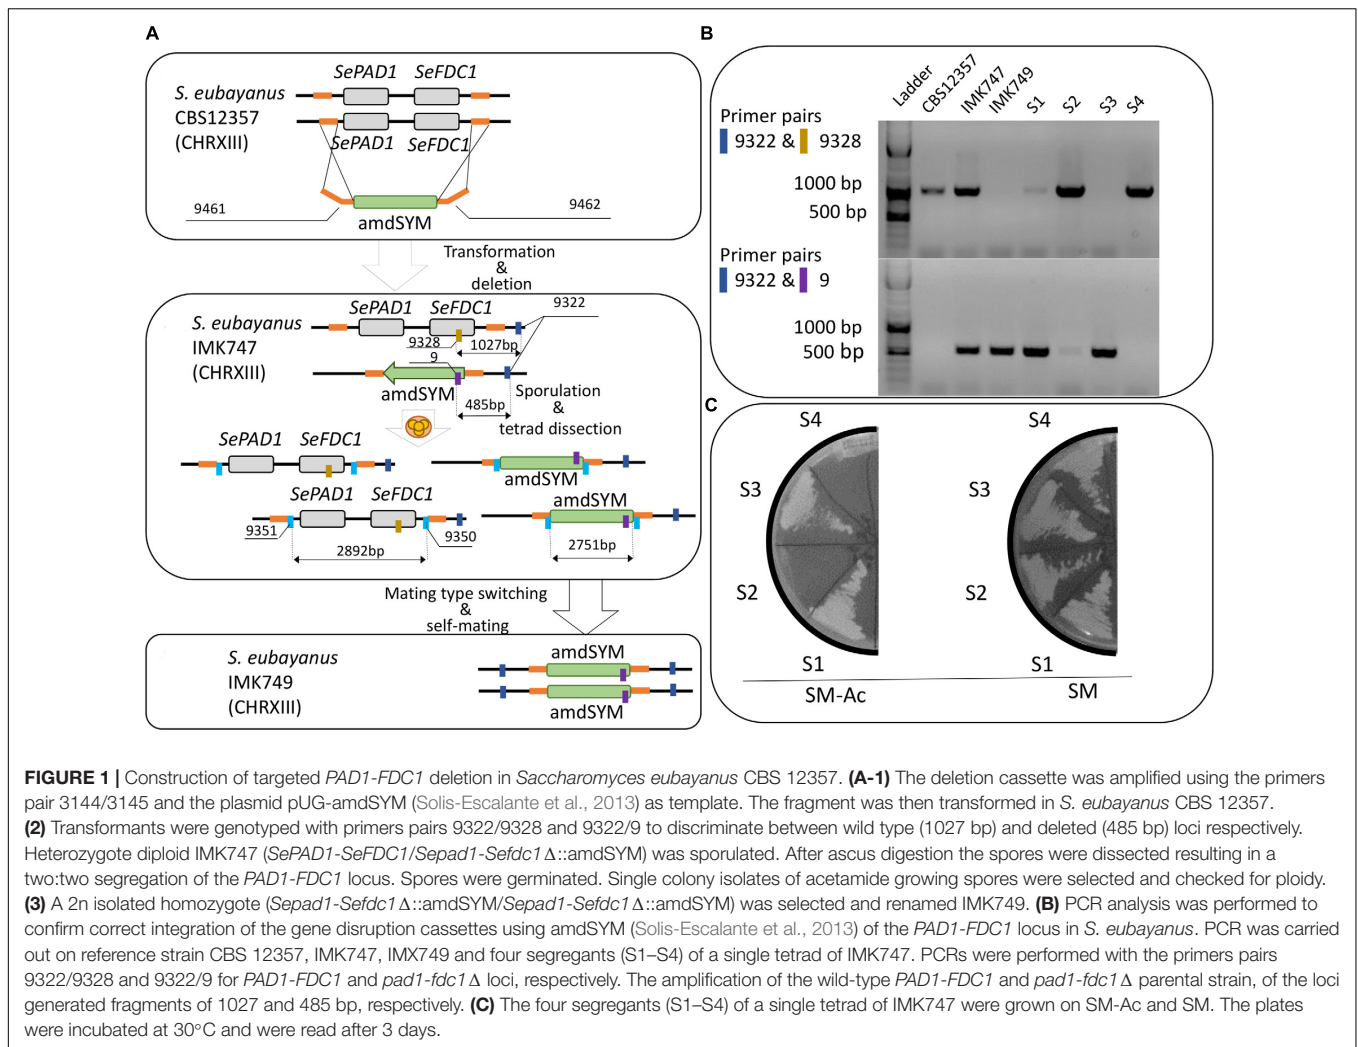 A
SePAD1 SeFDC1
S. eubayanus
CBS12357
(CHRXIII)
SePAD1 SeFDC1
9461
9462
amdSYM
Transformation
&
deletion
SePAD1 SeFDC1
9322
S. eubayanus
IMK747
(CHRXIII)
9328
1027bp
9
amdSYM
485bp
Sporulation
&
tetrad dissection
SePAD1 SeFDC1
amdSYM
SePAD1 SeFDC1
amdSYM
9351
9350
2892bp
2751bp
Mating type switching
&
self-mating
S. eubayanus
IMK749
(CHRXIII)
amdSYM
amdSYM
B
Ladder CBS12357 IMK747 IMK749 S1 S2 S3 S4
Primer pairs
9322 & 9328
1000 bp
500 bp
Primer pairs
9322 & 9
1000 bp
500 bp
C
S4 S4
S3 S3
S2 S2
S1 S1
SM-Ac SM
FIGURE 1 | Construction of targeted PAD1-FDC1 deletion in Saccharomyces eubayanus CBS 12357. (A-1) The deletion cassette was amplified using the primers
pair 3144/3145 and the plasmid pUG-amdSYM (Solis-Escalante et al., 2013) as template. The fragment was then transformed in S. eubayanus CBS 12357.
(2) Transformants were genotyped with primers pairs 9322/9328 and 9322/9 to discriminate between wild type (1027 bp) and deleted (485 bp) loci respectively.
Heterozygote diploid IMK747 (SePAD1-SeFDC1/Sepad1-Sefdc1Δ::amdSYM) was sporulated. After ascus digestion the spores were dissected resulting in a
two:two segregation of the PAD1-FDC1 locus. Spores were germinated. Single colony isolates of acetamide growing spores were selected and checked for ploidy.
(3) A 2n isolated homozygote (Sepad1-Sefdc1Δ::amdSYM/Sepad1-Sefdc1Δ::amdSYM) was selected and renamed IMK749. (B) PCR analysis was performed to
confirm correct integration of the gene disruption cassettes using amdSYM (Solis-Escalante et al., 2013) of the PAD1-FDC1 locus in S. eubayanus. PCR was carried
out on reference strain CBS 12357, IMK747, IMX749 and four segregants (S1–S4) of a single tetrad of IMK747. PCRs were performed with the primers pairs
9322/9328 and 9322/9 for PAD1-FDC1 and pad1-fdc1Δ loci, respectively. The amplification of the wild-type PAD1-FDC1 and pad1-fdc1Δ parental strain, of the loci
generated fragments of 1027 and 485 bp, respectively. (C) The four segregants (S1–S4) of a single tetrad of IMK747 were grown on SM-Ac and SM. The plates
were incubated at 30°C and were read after 3 days.